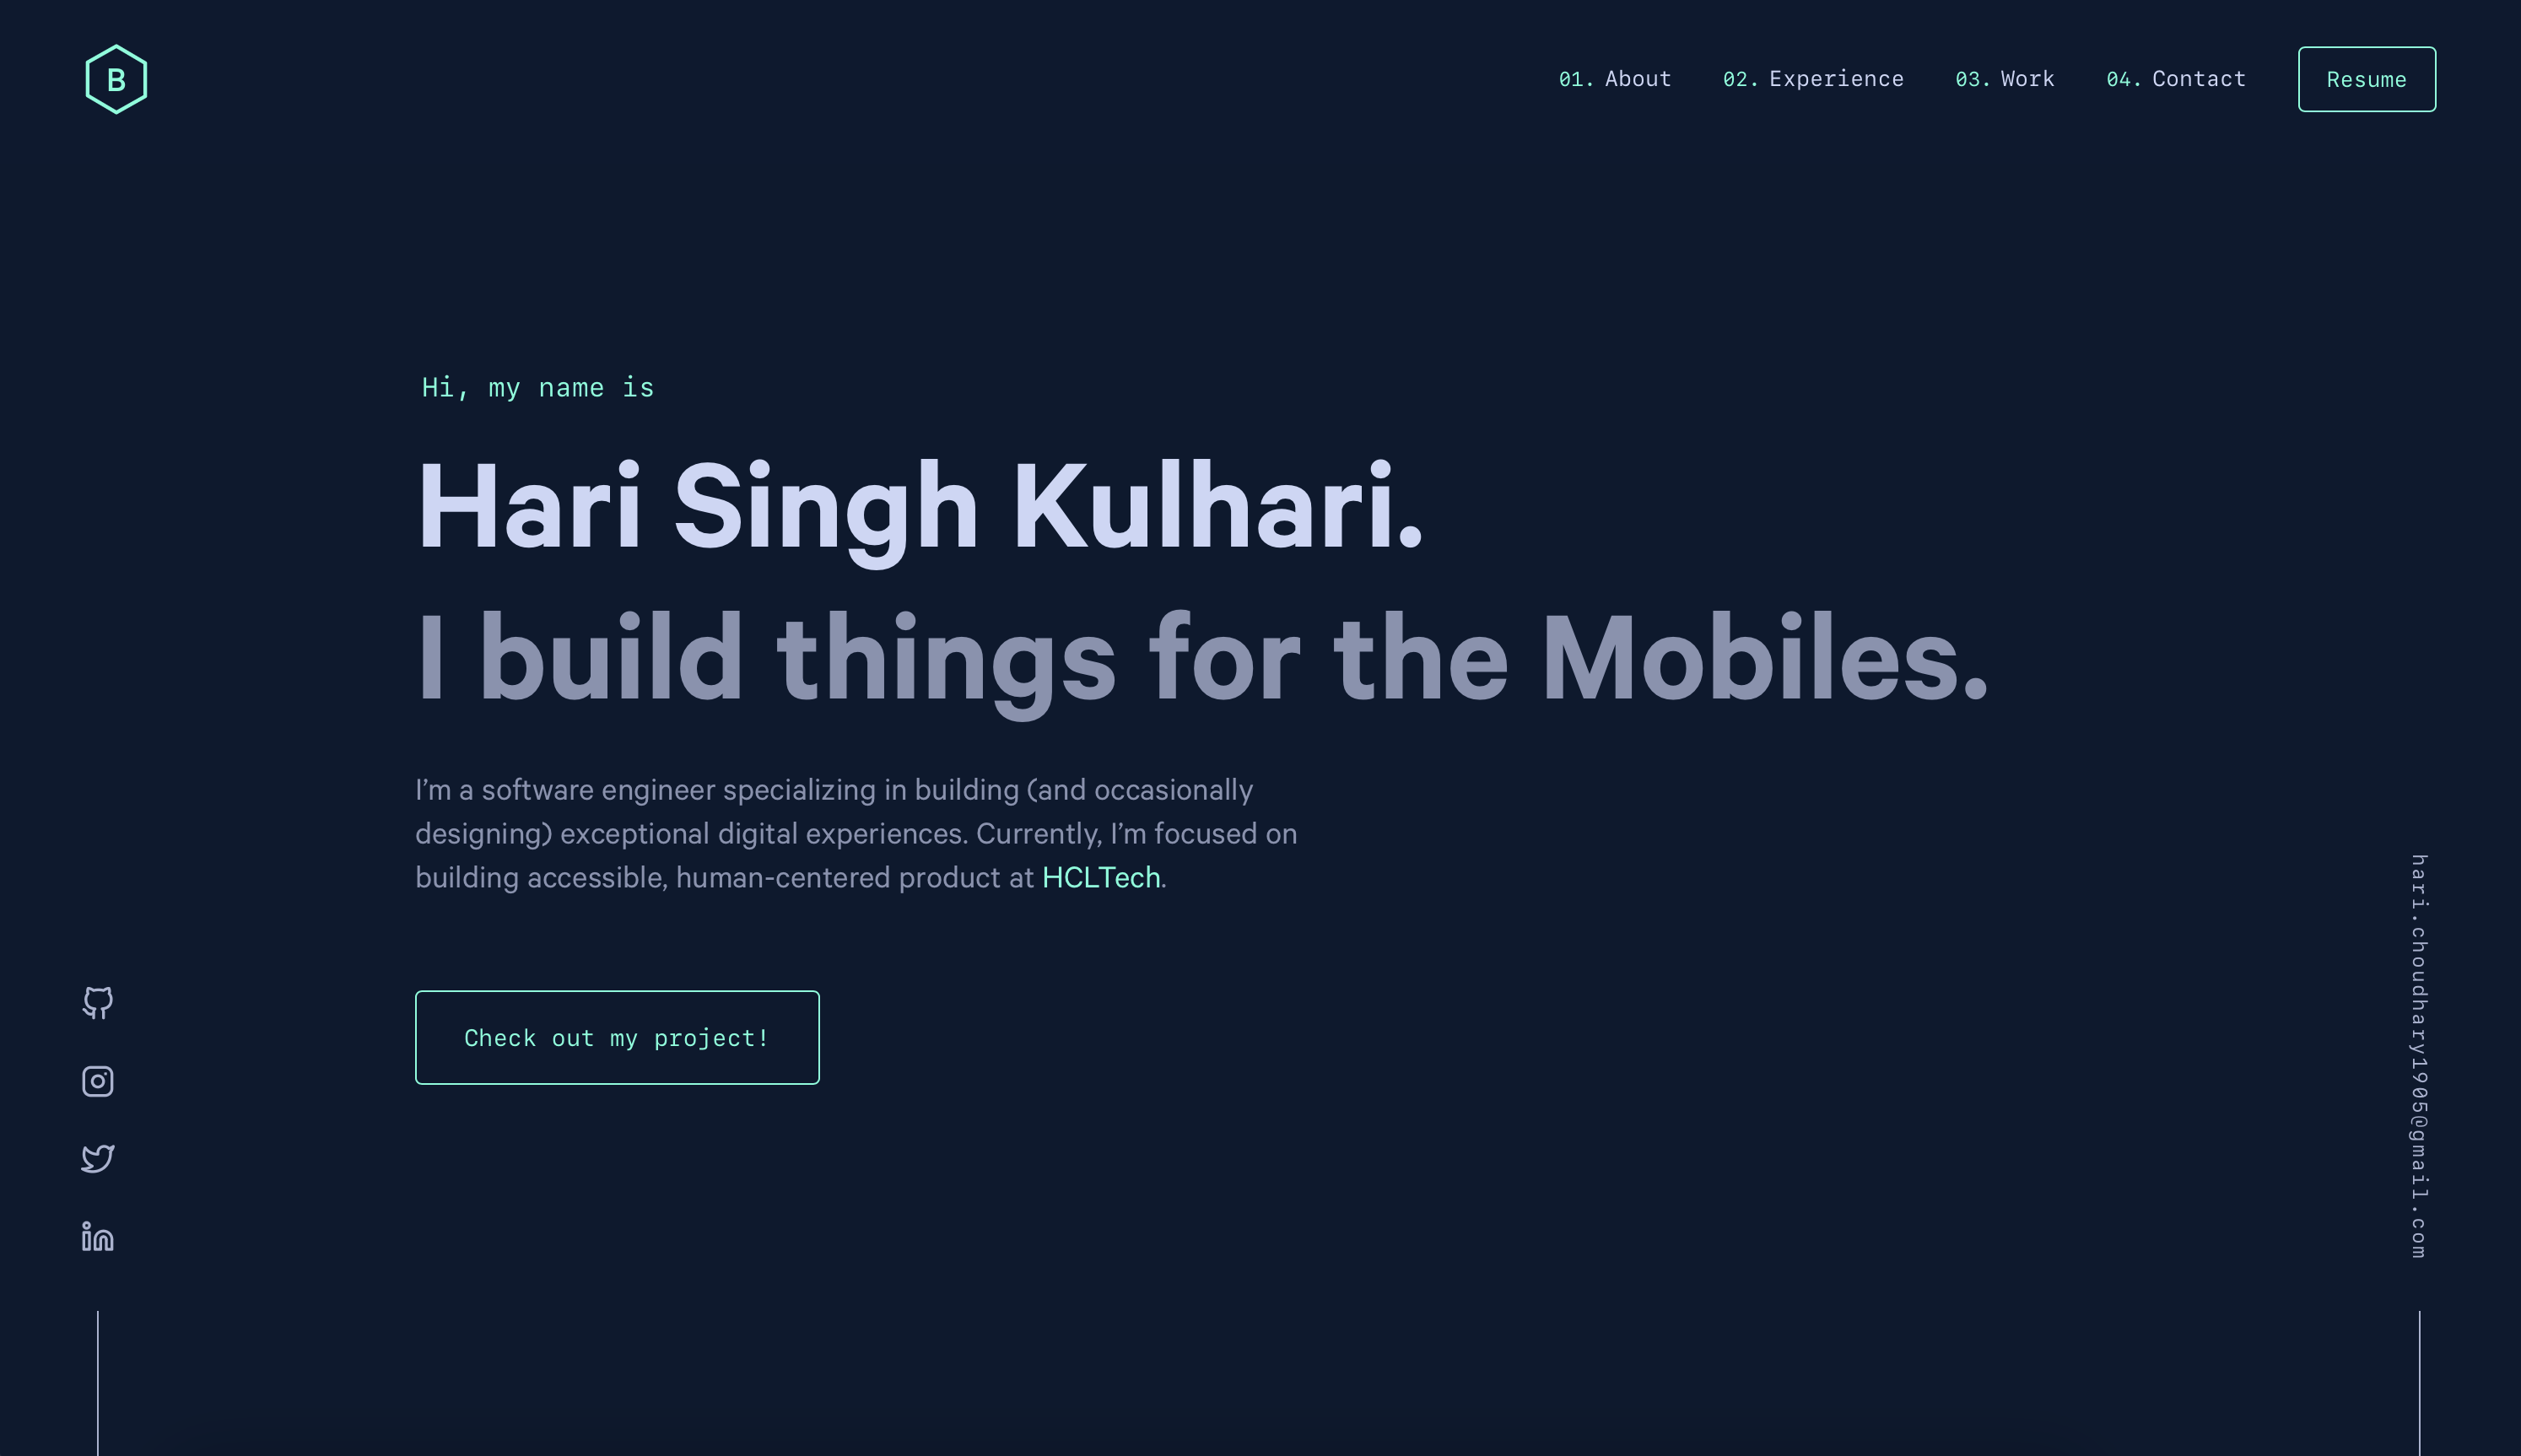 B
01. About 02. Experience 03. Work 04. Contact Resume
Hi, my name is
Hari Singh Kulhari.
I build things for the Mobiles.
I’m a software engineer specializing in building (and occasionally
designing) exceptional digital experiences. Currently, I’m focused on
building accessible, human-centered product at HCLTech.
Check out my project!
hari.choudhary1905@gmail.com